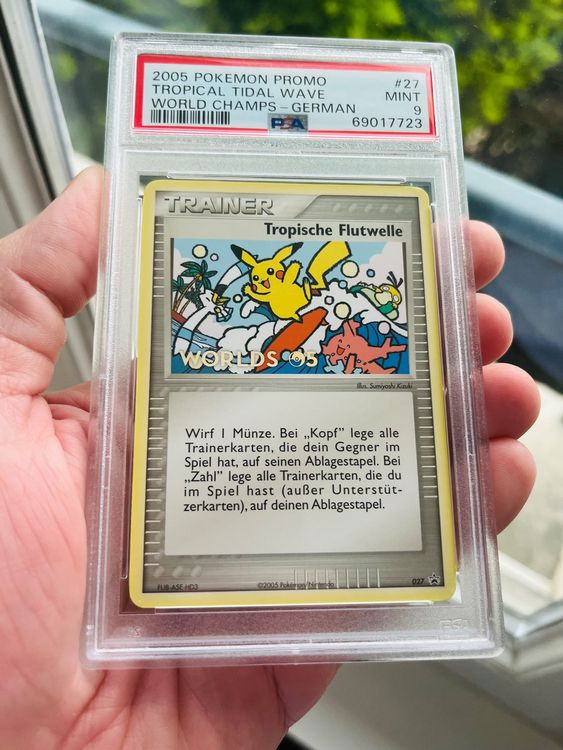 2005 POKEMON PROMO #27
TROPICAL TIDAL WAVE MINT
WORLD CHAMPS - GERMAN 9
PSA 69017723
TRAINER
Tropische Flutwelle
WORLDS 05
Illus. Sumiyoshi Kizuki
Wirf 1 Münze. Bei „Kopf" lege alle
Trainerkarten, die dein Gegner im
Spiel hat, auf seinen Ablagestapel. Bei
„Zahl" lege alle Trainerkarten, die du
im Spiel hast (außer Unterstüt-
zerkarten), auf deinen Ablagestapel.
PUB-ASE-HD3 ©2005 Pokémon/Nintendo. 027